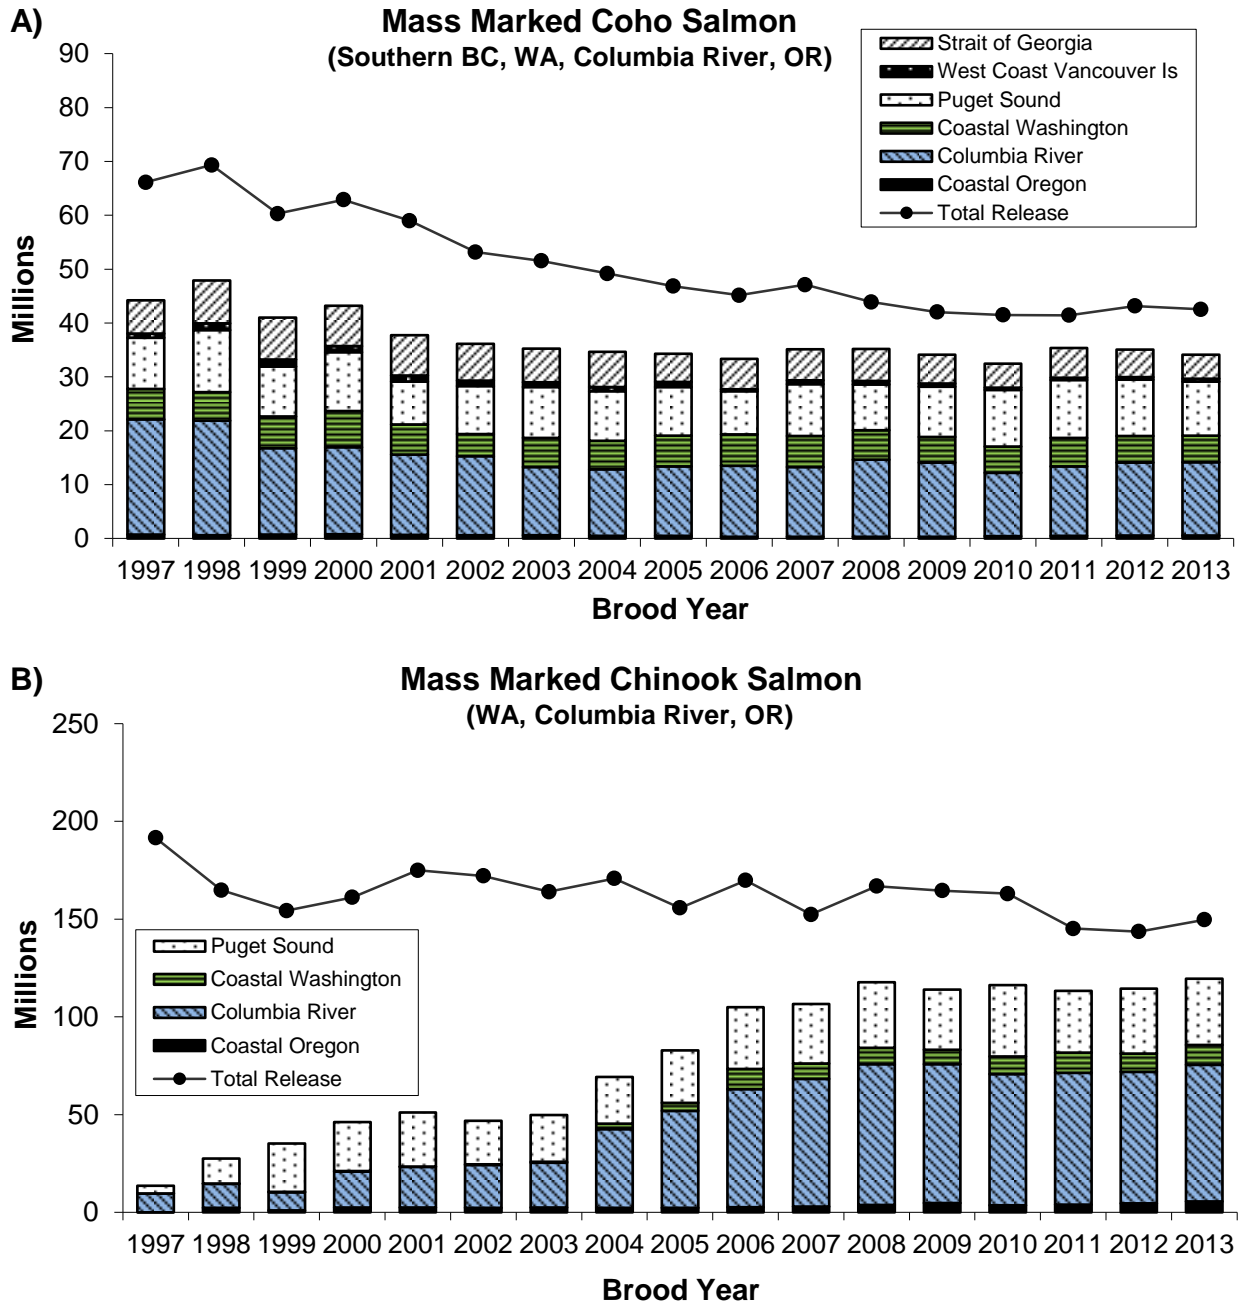 A)
Mass Marked Coho Salmon
(Southern BC, WA, Columbia River, OR)
90
80
70
60
50
40
30
20
10
0
Millions
Strait of Georgia
West Coast Vancouver Is
Puget Sound
Coastal Washington
Columbia River
Coastal Oregon
Total Release
1997 1998 1999 2000 2001 2002 2003 2004 2005 2006 2007 2008 2009 2010 2011 2012 2013
Brood Year
B)
Mass Marked Chinook Salmon
(WA, Columbia River, OR)
250
200
150
100
50
0
Millions
Puget Sound
Coastal Washington
Columbia River
Coastal Oregon
Total Release
1997 1998 1999 2000 2001 2002 2003 2004 2005 2006 2007 2008 2009 2010 2011 2012 2013
Brood Year